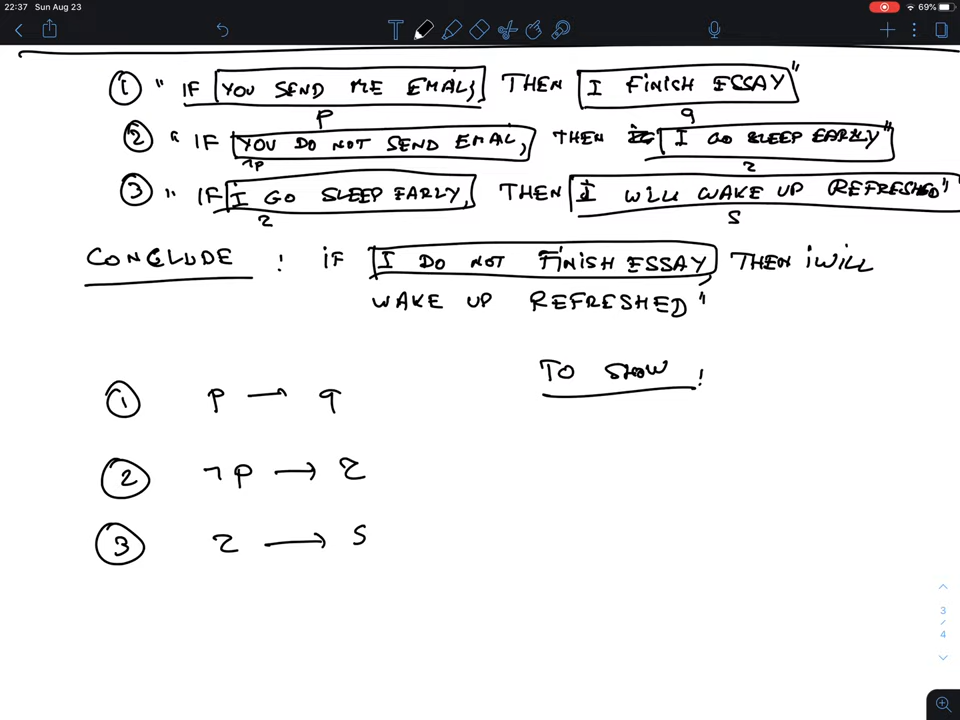 22:37 Sun Aug 23
69%
① " IF YOU SEND ME EMAIL, THEN I FINISH ESSAY"
p q
② " IF YOU DO NOT SEND EMAIL, THEN I GO SLEEP EARLY"
¬p r
③ " IF I GO SLEEP EARLY, THEN I WILL WAKE UP REFRESHED"
r s
CONCLUDE : IF I DO NOT FINISH ESSAY, THEN I WILL
WAKE UP REFRESHED"
TO SHOW :
① p → q
② ¬p → r
③ r → s
3
/
4